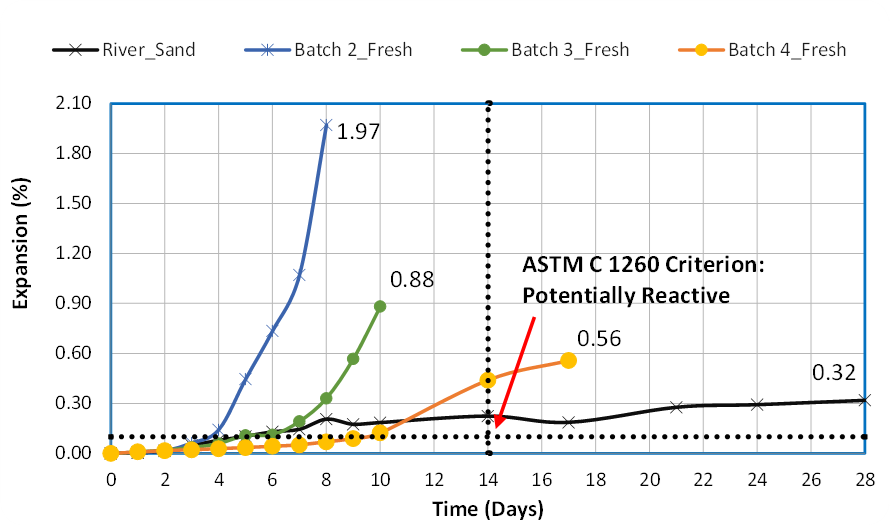 River_Sand Batch 2_Fresh Batch 3_Fresh Batch 4_Fresh
2.10
1.80
1.50
1.20
0.90
0.60
0.30
0.00
Expansion (%)
1.97
0.88
ASTM C 1260 Criterion:
Potentially Reactive
0.56
0.32
0 2 4 6 8 10 12 14 16 18 20 22 24 26 28
Time (Days)